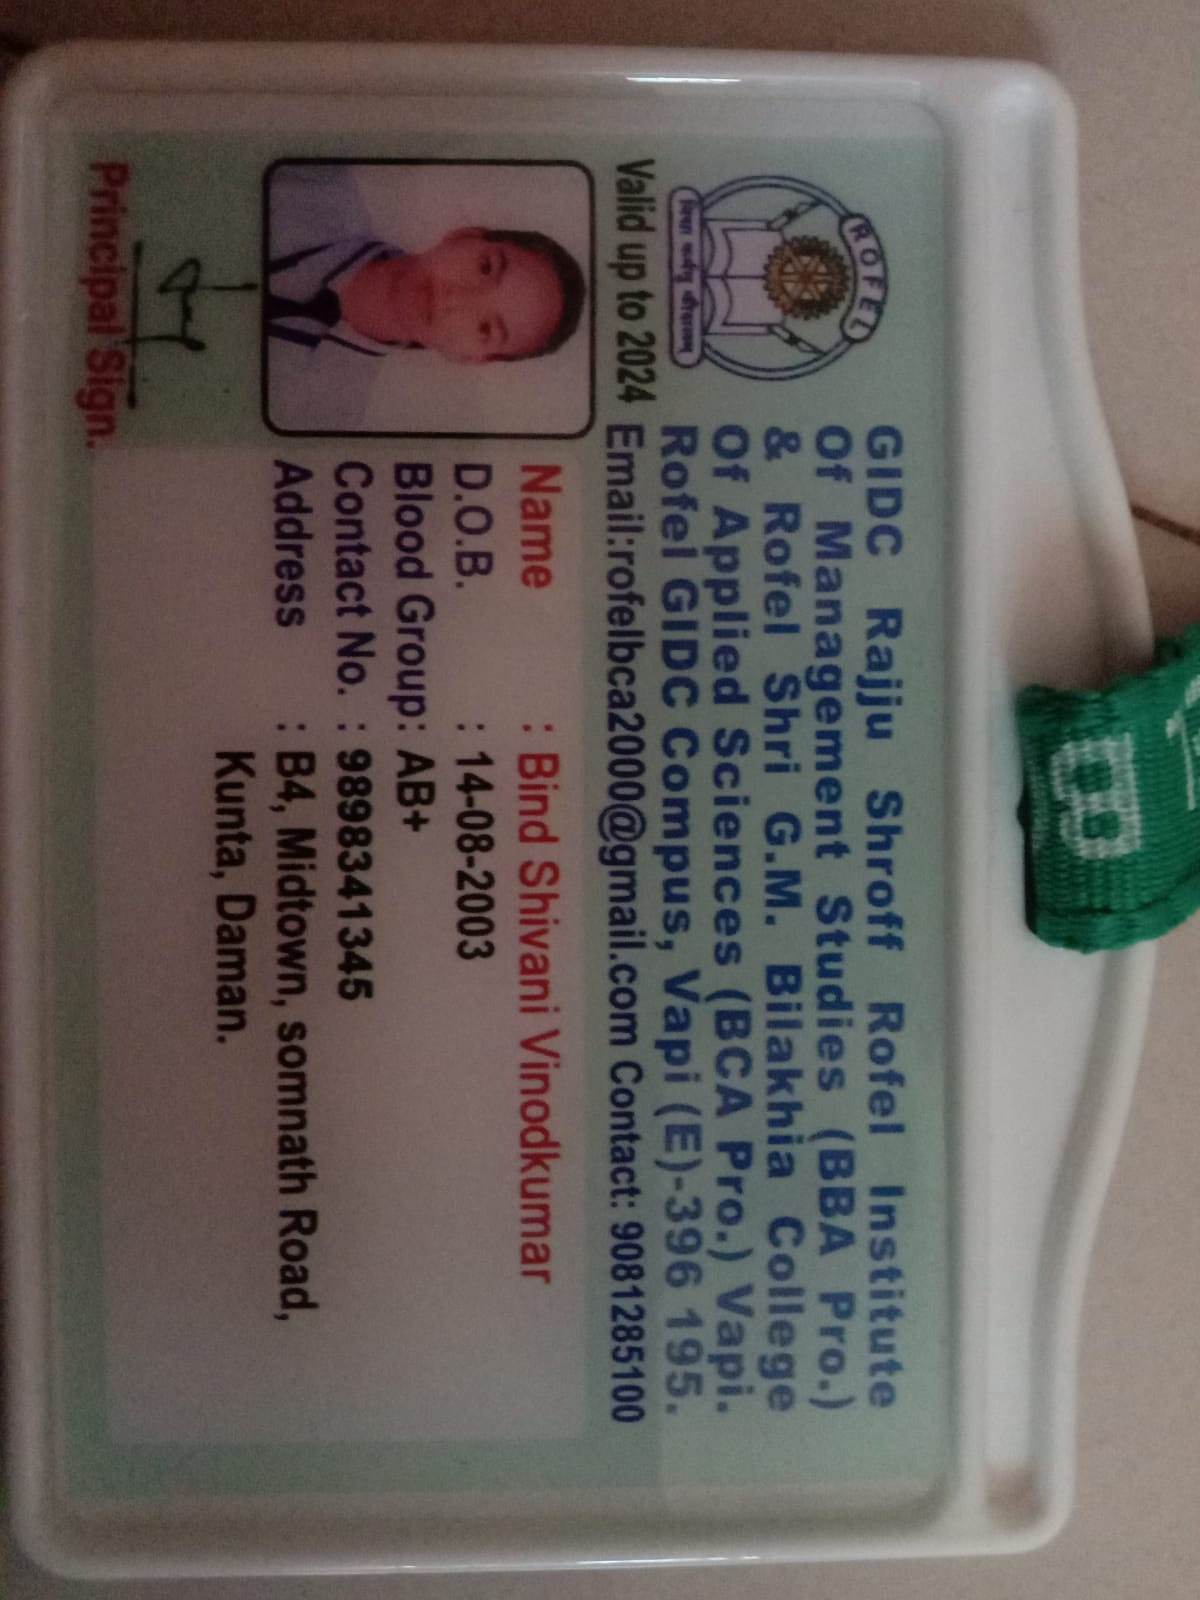 ROFEL
GIDC Rajju Shroff Rofel Institute
Of Management Studies (BBA Pro.)
& Rofel Shri G.M. Bilakhia College
Of Applied Sciences (BCA Pro.) Vapi.
Rofel GIDC Compus, Vapi (E)-396 195.
Valid up to 2024 Email:rofelbca2000@gmail.com Contact: 9081285100
Name : Bind Shivani Vinodkumar
D.O.B. : 14-08-2003
Blood Group: AB+
Contact No. : 9898341345
Address : B4, Midtown, somnath Road,
Kunta, Daman.
Principal Sign.